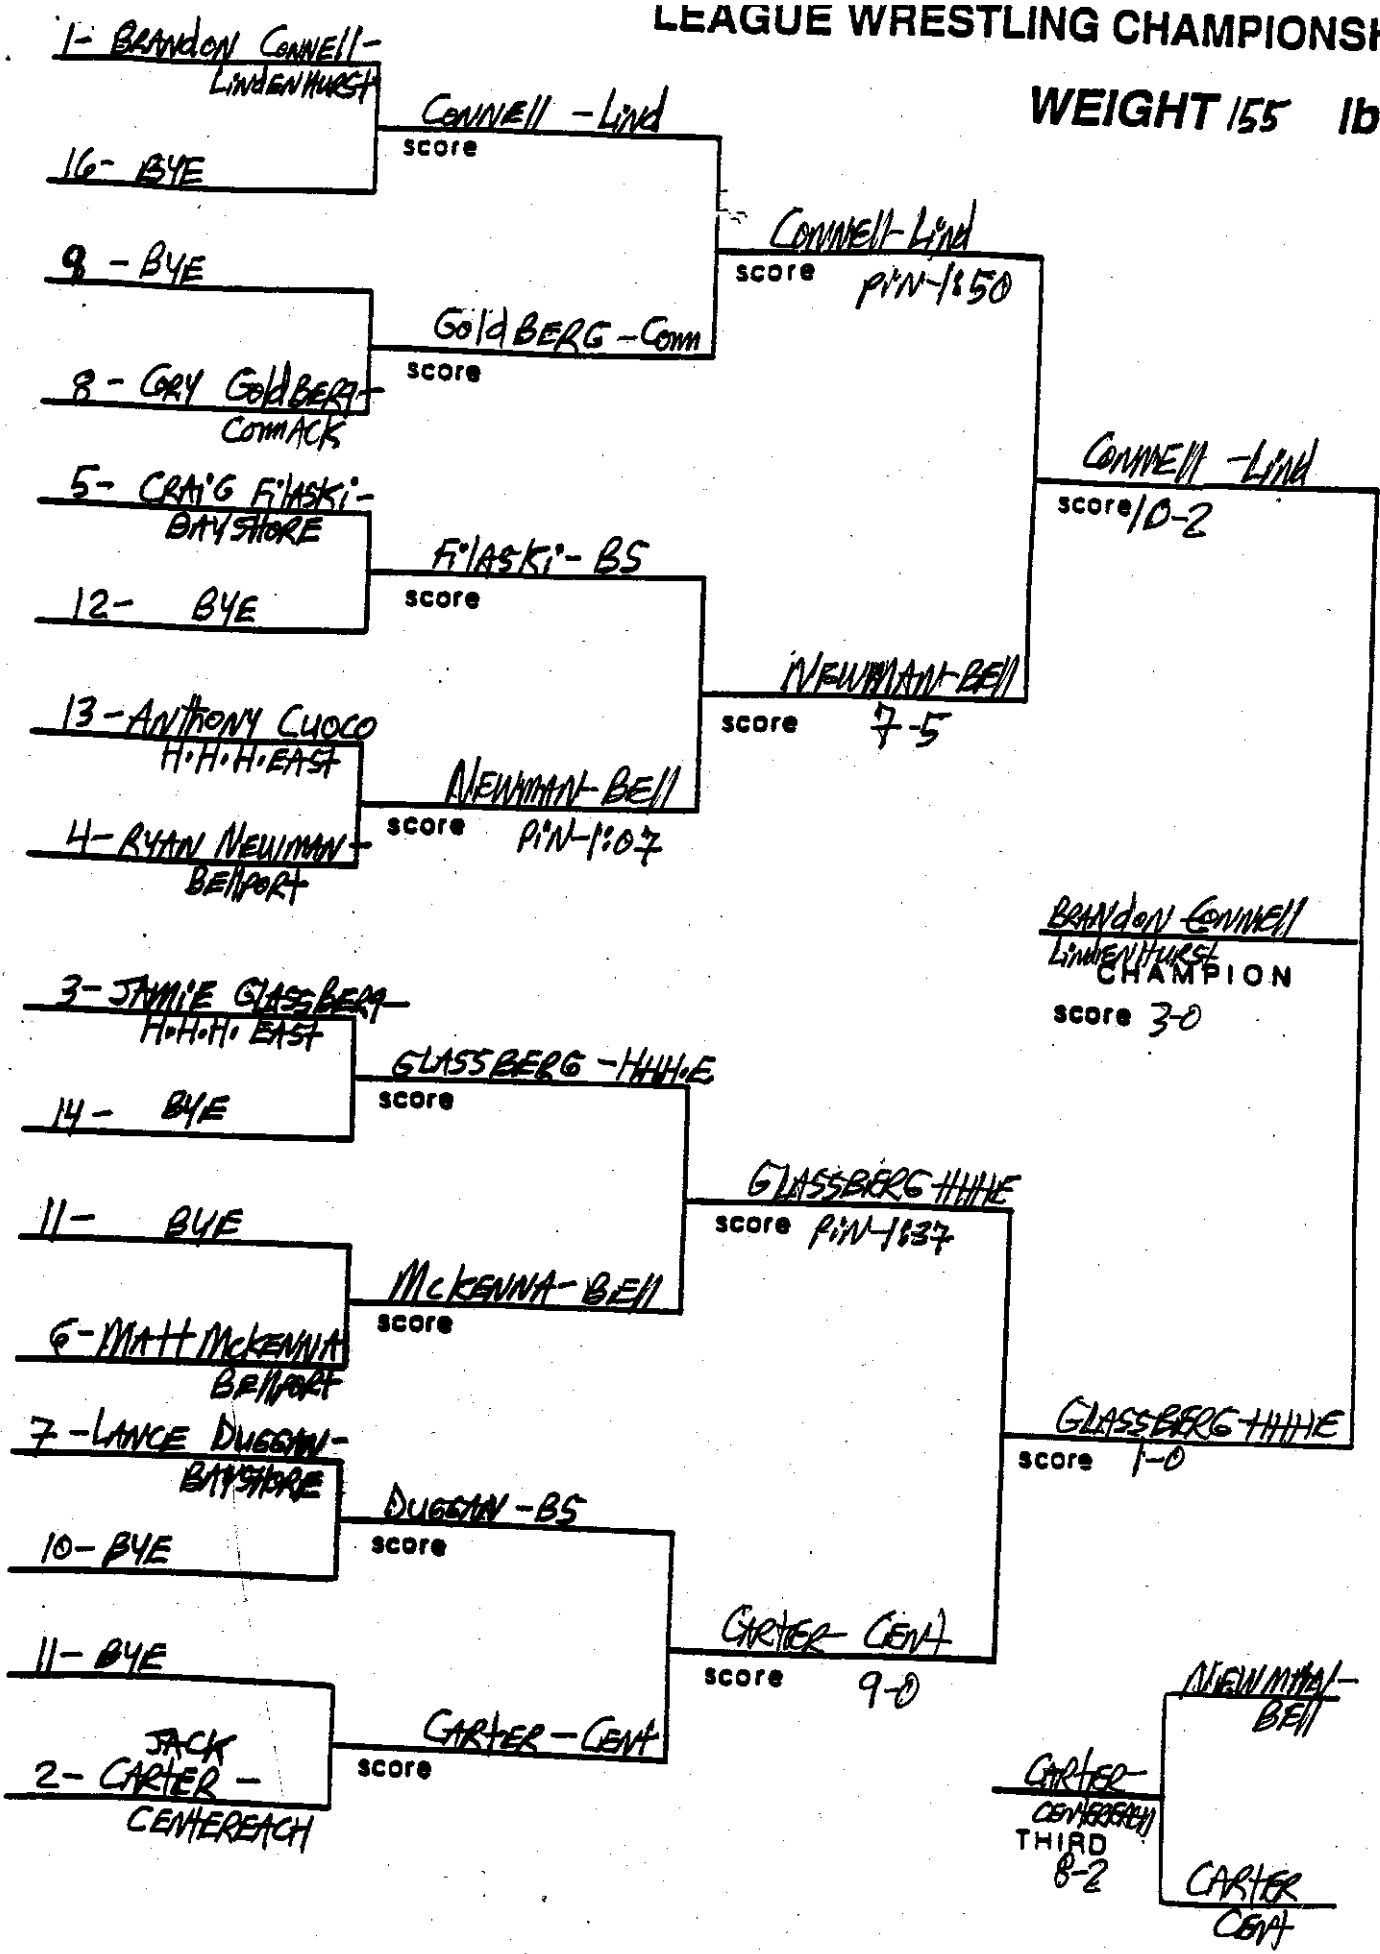 LEAGUE WRESTLING CHAMPIONSH
WEIGHT 155 lb
1- BRANDON CONNEll-
LINDENHURST
CONNEll - Lind
score
16- BYE
CONNEll-Lind
score PiN-1:50
9 - BYE
GoldBERG - Comm
score
8 - CORY GoldBERG-
COMMACK
CONNEll - Lind
score 10-2
5- CRAiG FilASKi-
BAYSHORE
FilASKi- BS
score
12- BYE
NEWMAN-BEll
score 7-5
13-ANTHONY CUOCO
H.H.H. EAST
NEWMAN- BEll
score PiN-1:07
4- RYAN NEWMAN-
BEllPORT
BRANdON CONNEll
LindENHURST
CHAMPION
score 3-0
3- JAMiE GLASSBERG-
H.H.H. EAST
GLASSBERG -HHH.E.
score
14- BYE
GLASSBERG-HHHE
score PiN-1:37
11- BYE
McKENNA- BEll
score
6-MATT McKENNA
BEllPORT
GLASSBERG-HHHE
score 1-0
7 -LANCE DUGGAN-
BAYSHORE
DUGGAN -BS
score
10- BYE
CARTER- CENT
score 9-0
11- BYE
CARTER - CENT
score
JACK
2- CARTER -
CENTEREACH
NEWMAN-
BEll
CARTER-
CENTEREACH
THIRD
8-2
CARTER
CENT